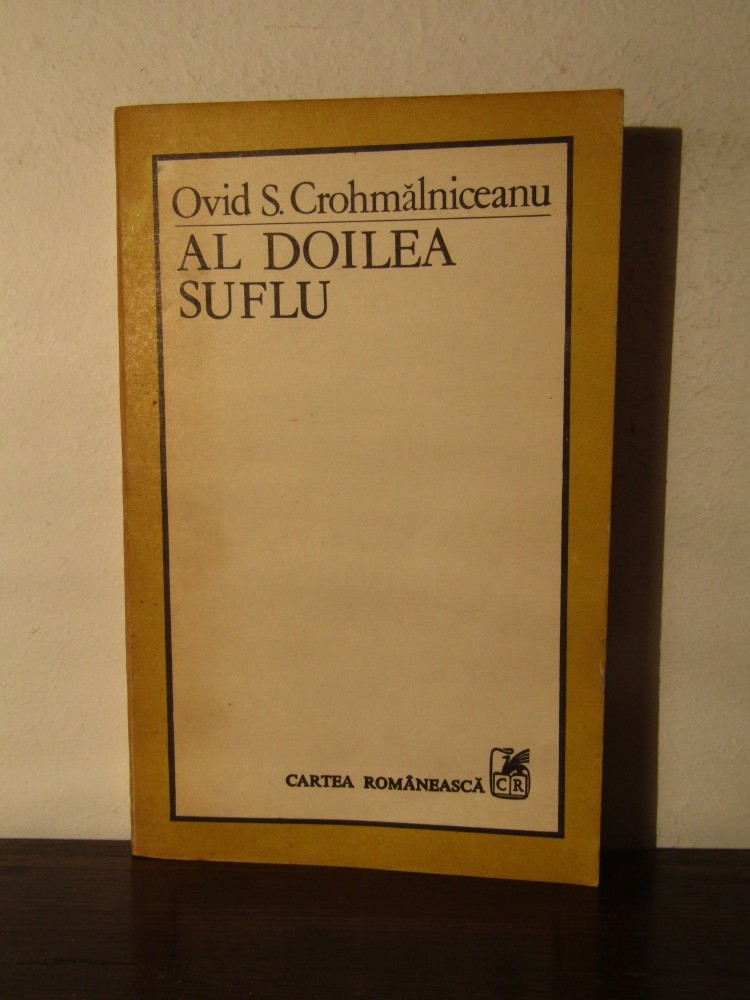 Ovid S. Crohmălniceanu
AL DOILEA
SUFLU
CARTEA ROMÂNEASCĂ
CR